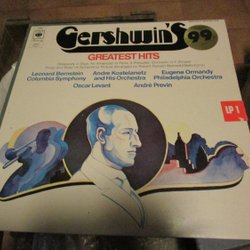 CBS
Gershwin's
99
GREATEST HITS
Leonard Bernstein Andre Kostelanetz Eugene Ormandy
Columbia Symphony and His Orchestra Philadelphia Orchestra
Oscar Levant André Previn
LP 1